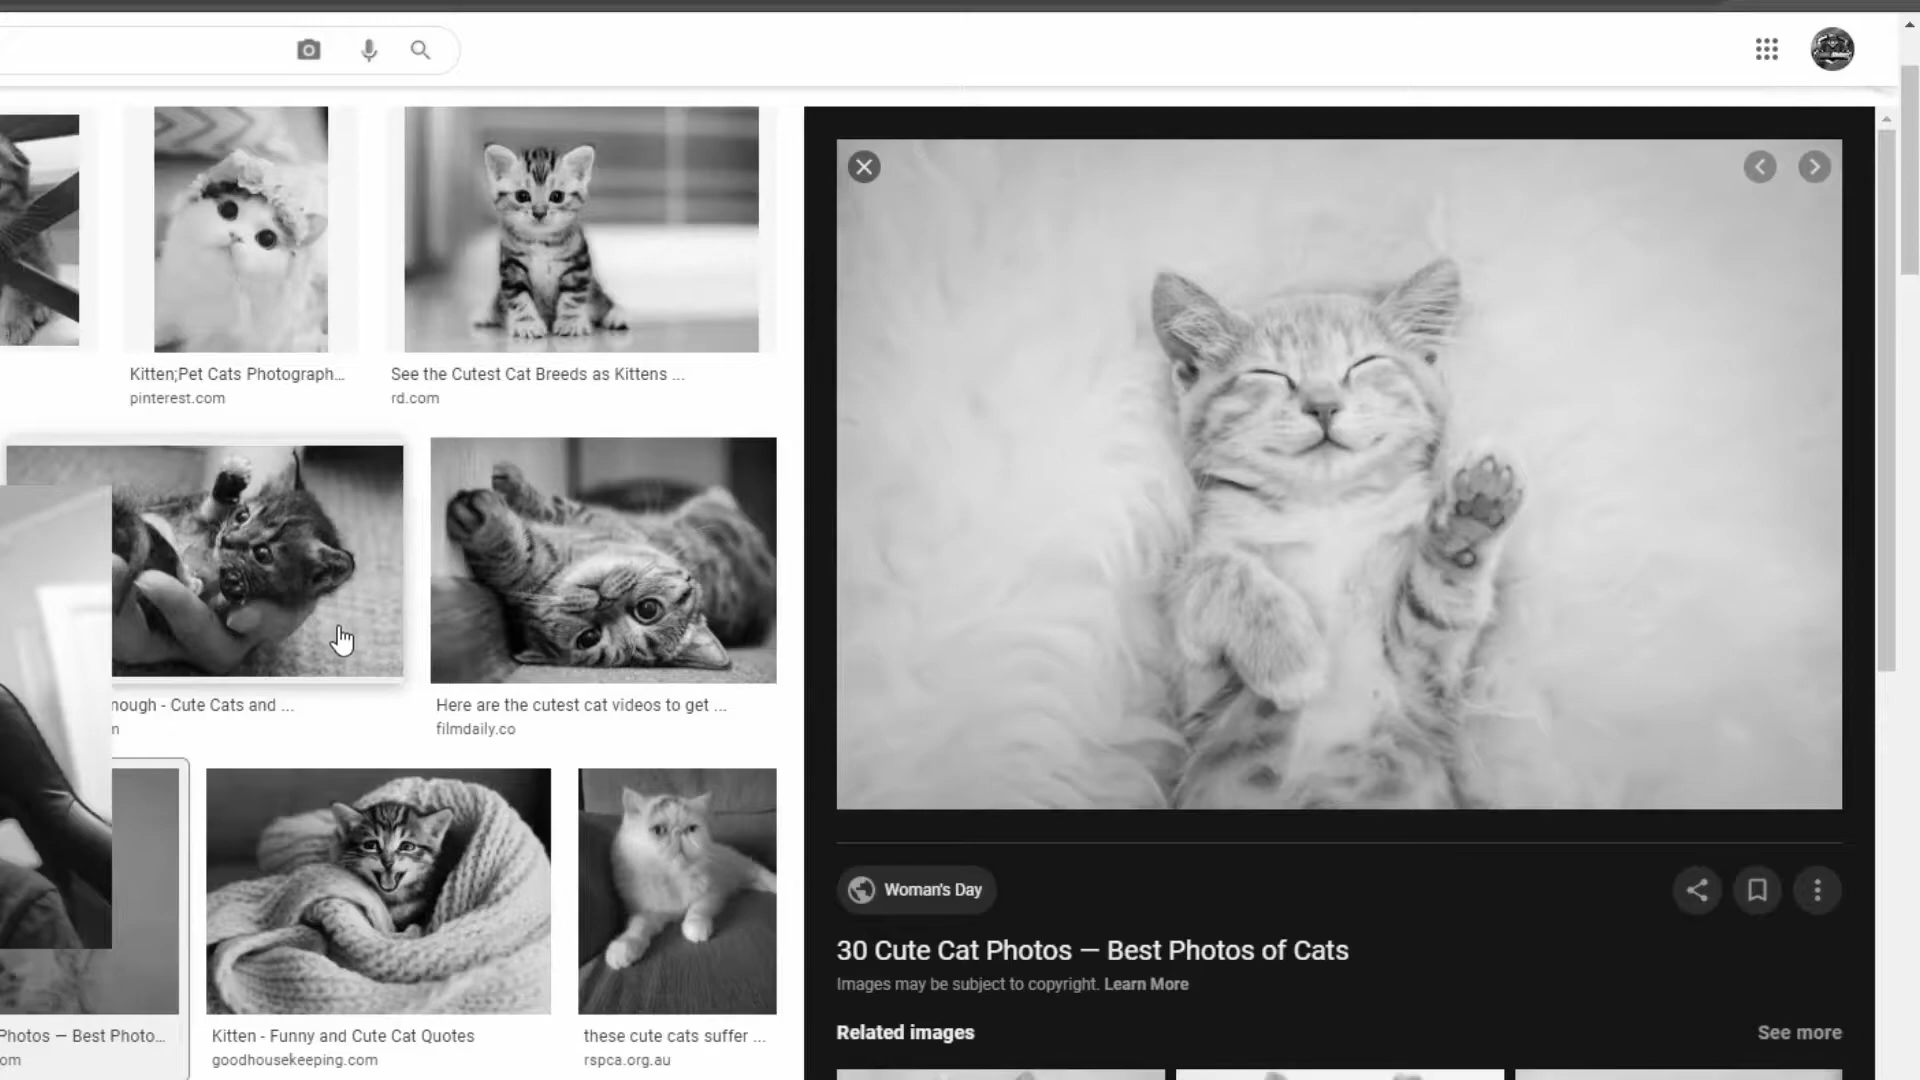 Kitten;Pet Cats Photograph...
pinterest.com
See the Cutest Cat Breeds as Kittens ...
rd.com
nough - Cute Cats and ...
Here are the cutest cat videos to get ...
filmdaily.co
Photos — Best Photo...
om
Kitten - Funny and Cute Cat Quotes
goodhousekeeping.com
these cute cats suffer ...
rspca.org.au
Woman's Day
30 Cute Cat Photos — Best Photos of Cats
Images may be subject to copyright. Learn More
Related images
See more